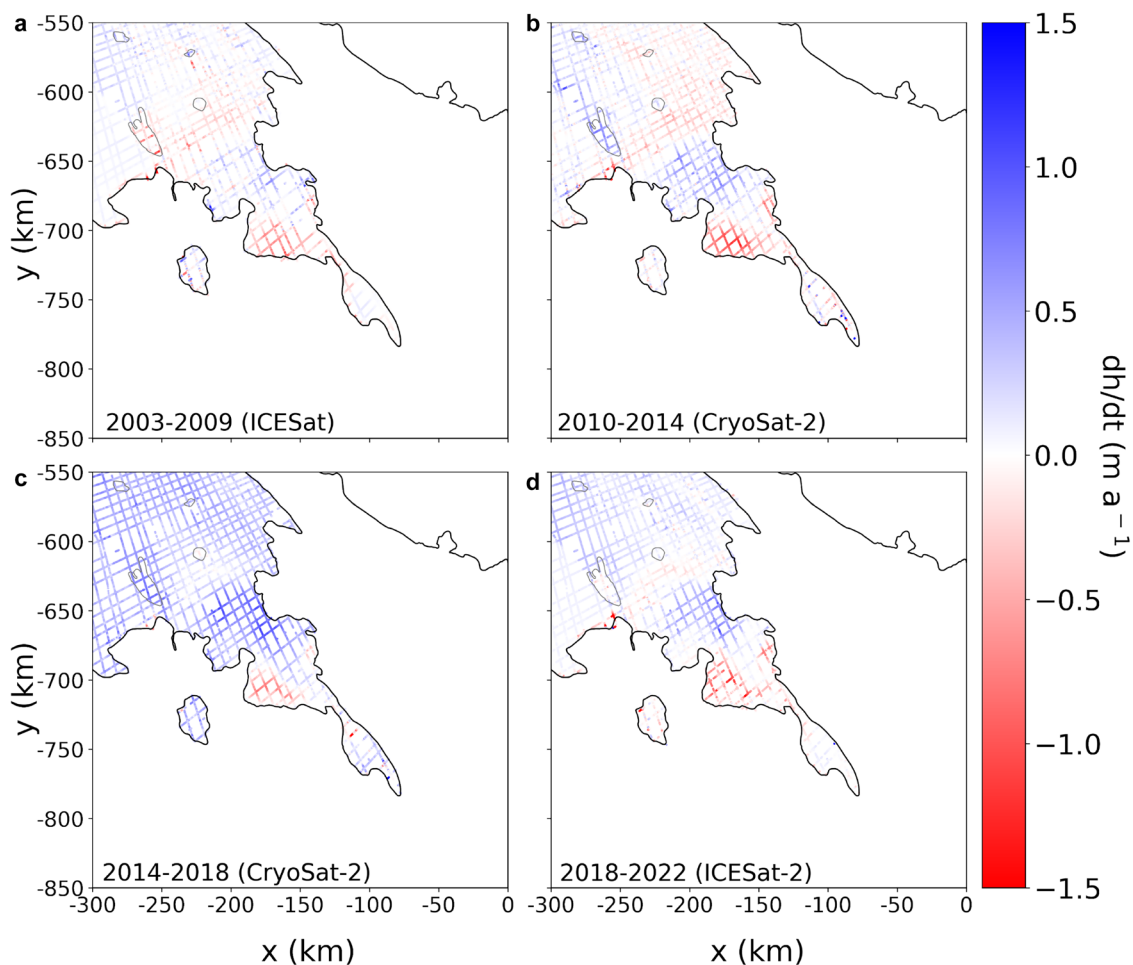 a
-550
-600
-650
-700
-750
-800
-850
y (km)
2003-2009 (ICESat)
b
2010-2014 (CryoSat-2)
c
-550
-600
-650
-700
-750
-800
-850
y (km)
2014-2018 (CryoSat-2)
-300 -250 -200 -150 -100 -50 0
x (km)
d
2018-2022 (ICESat-2)
-300 -250 -200 -150 -100 -50 0
x (km)
1.5
1.0
0.5
0.0
−0.5
−1.0
−1.5
dh/dt (m a⁻¹)